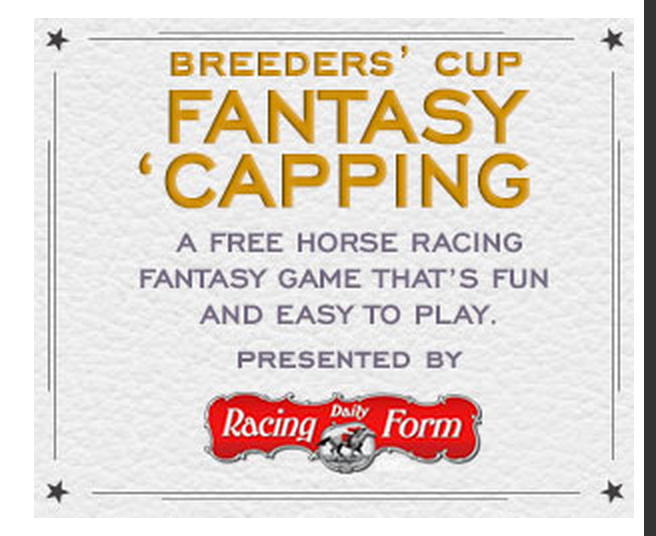 BREEDERS' CUP
FANTASY
‘CAPPING
A FREE HORSE RACING
FANTASY GAME THAT'S FUN
AND EASY TO PLAY.
PRESENTED BY
Racing Daily Form